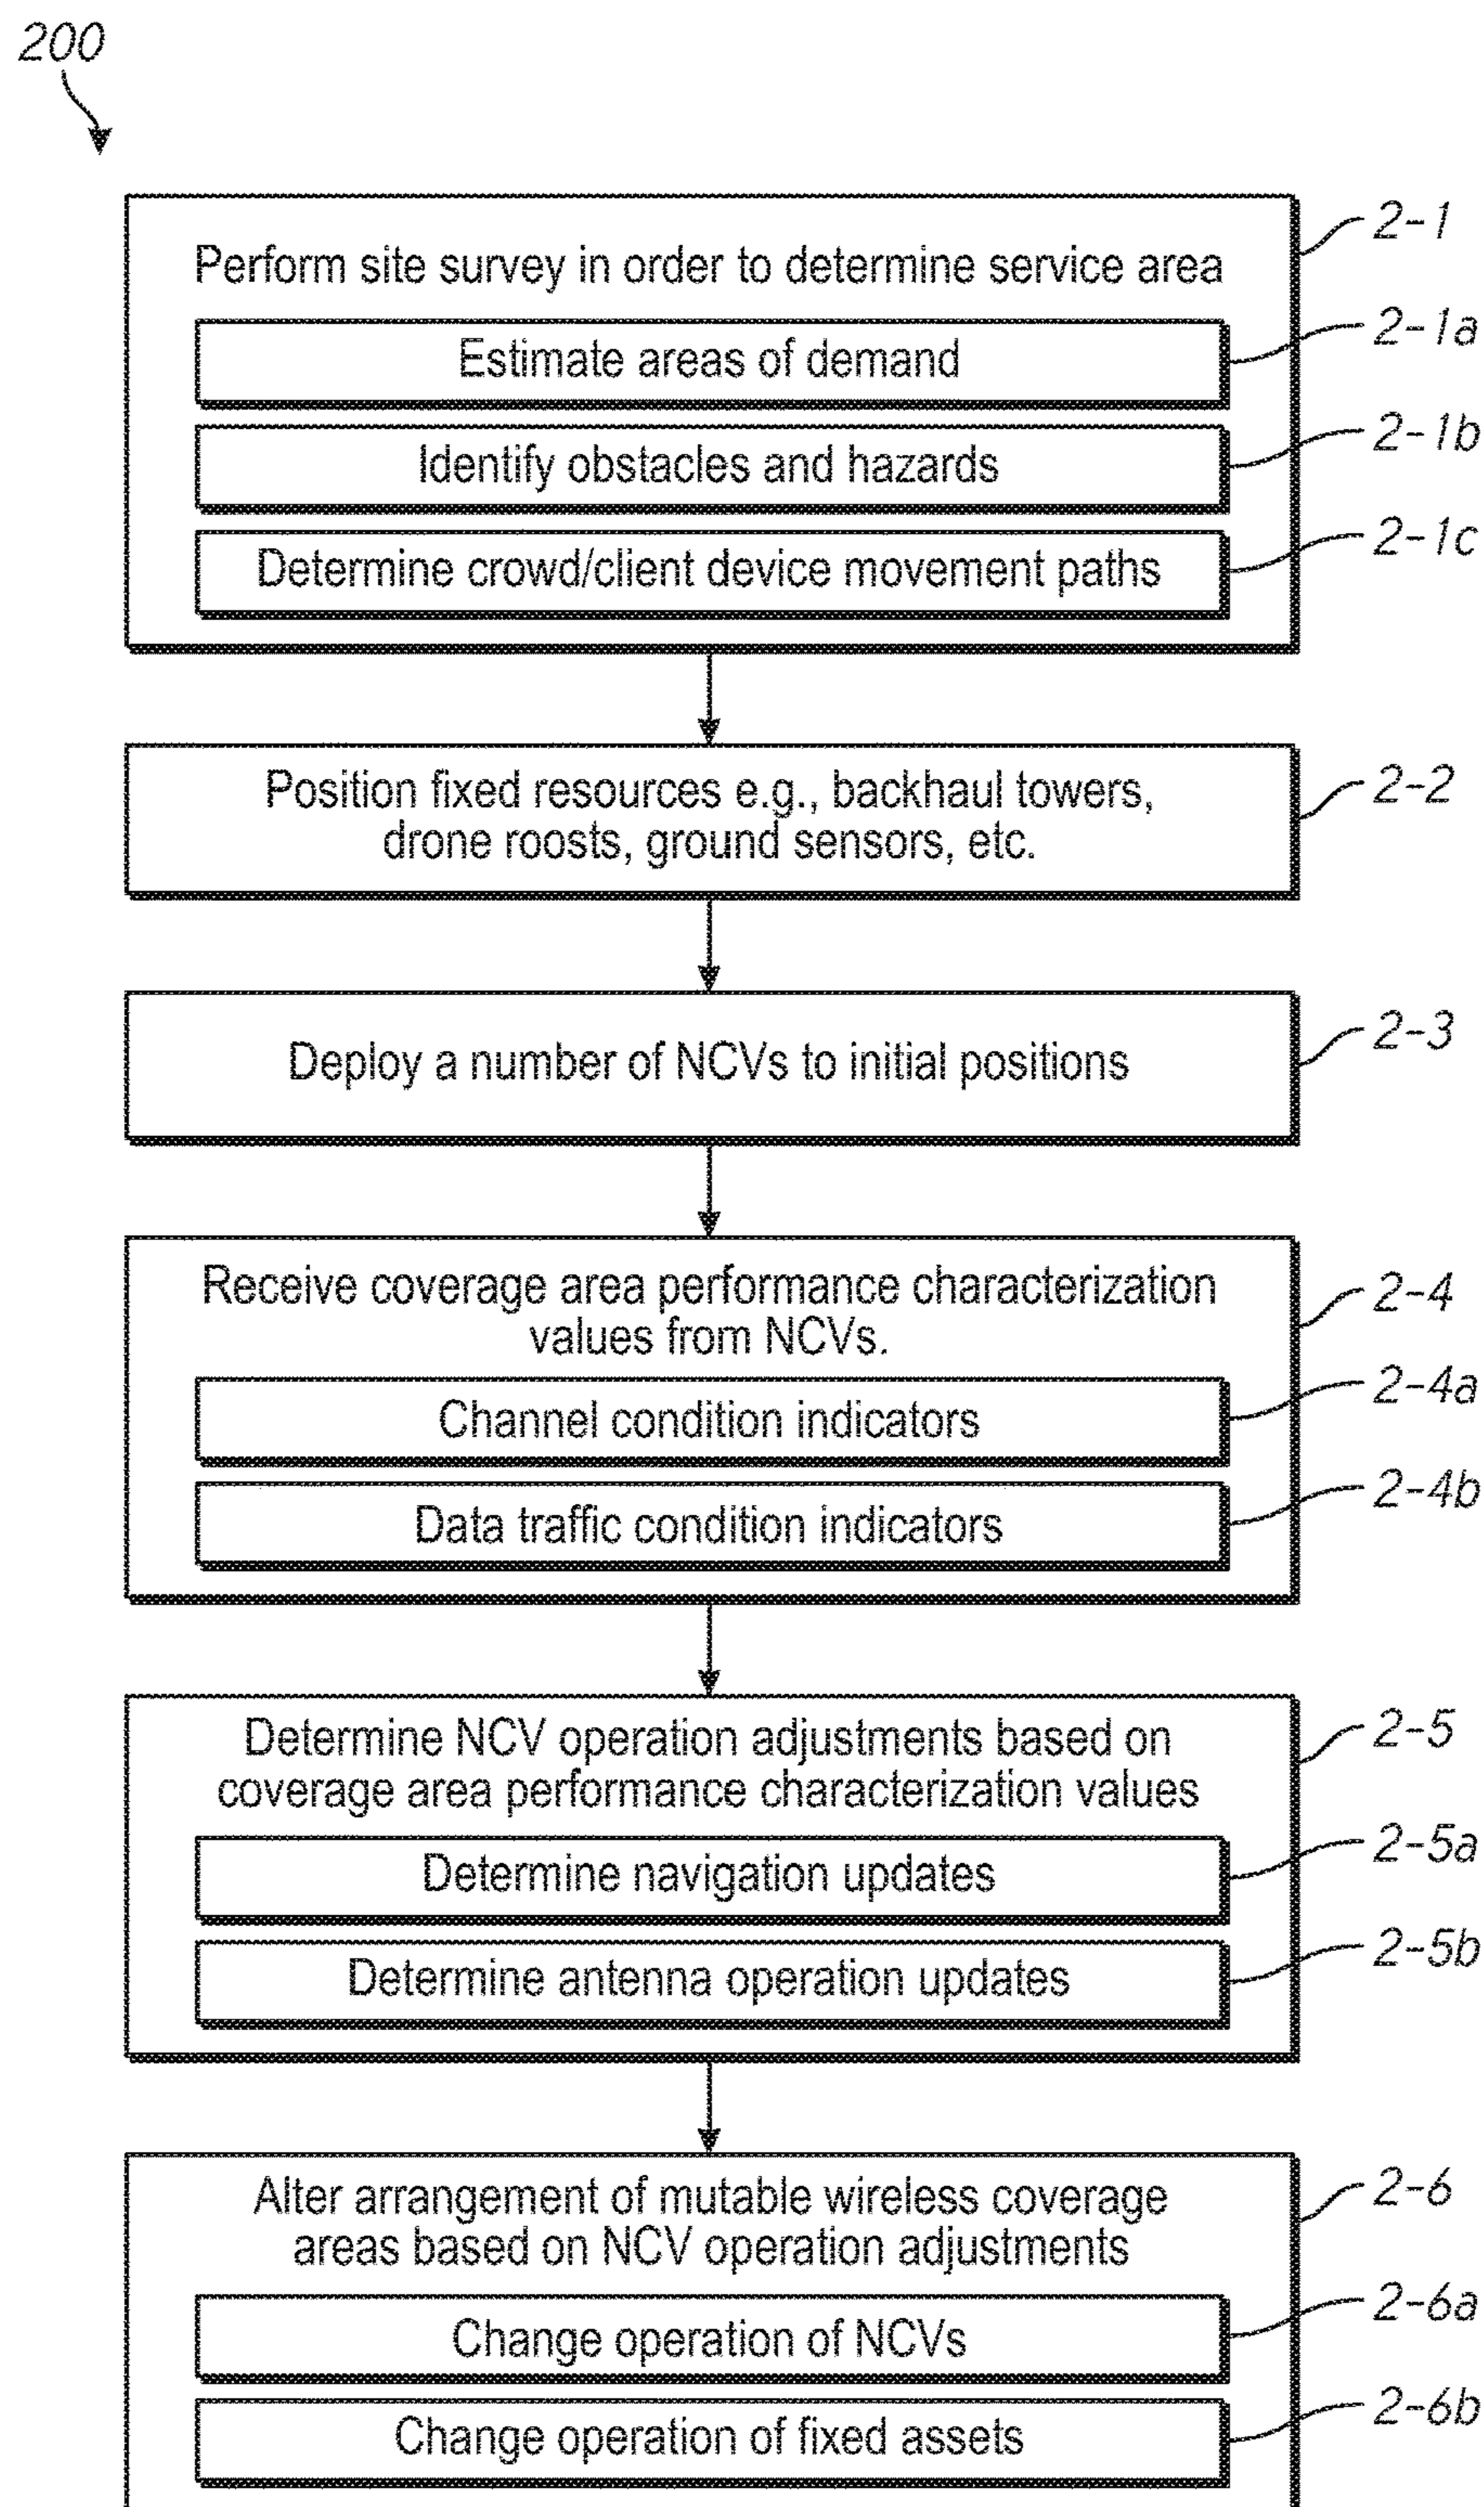 200
Perform site survey in order to determine service area
2-1
Estimate areas of demand
2-1a
Identify obstacles and hazards
2-1b
Determine crowd/client device movement paths
2-1c
Position fixed resources e.g., backhaul towers,
drone roosts, ground sensors, etc.
2-2
Deploy a number of NCVs to initial positions
2-3
Receive coverage area performance characterization
values from NCVs.
2-4
Channel condition indicators
2-4a
Data traffic condition indicators
2-4b
Determine NCV operation adjustments based on
coverage area performance characterization values
2-5
Determine navigation updates
2-5a
Determine antenna operation updates
2-5b
Alter arrangement of mutable wireless coverage
areas based on NCV operation adjustments
2-6
Change operation of NCVs
2-6a
Change operation of fixed assets
2-6b